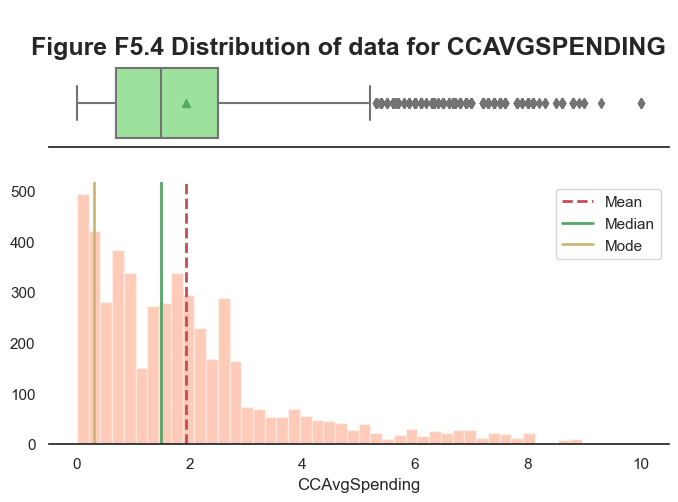 Figure F5.4 Distribution of data for CCAVGSPENDING
500
400
300
200
100
0
Mean
Median
Mode
0 2 4 6 8 10
CCAvgSpending